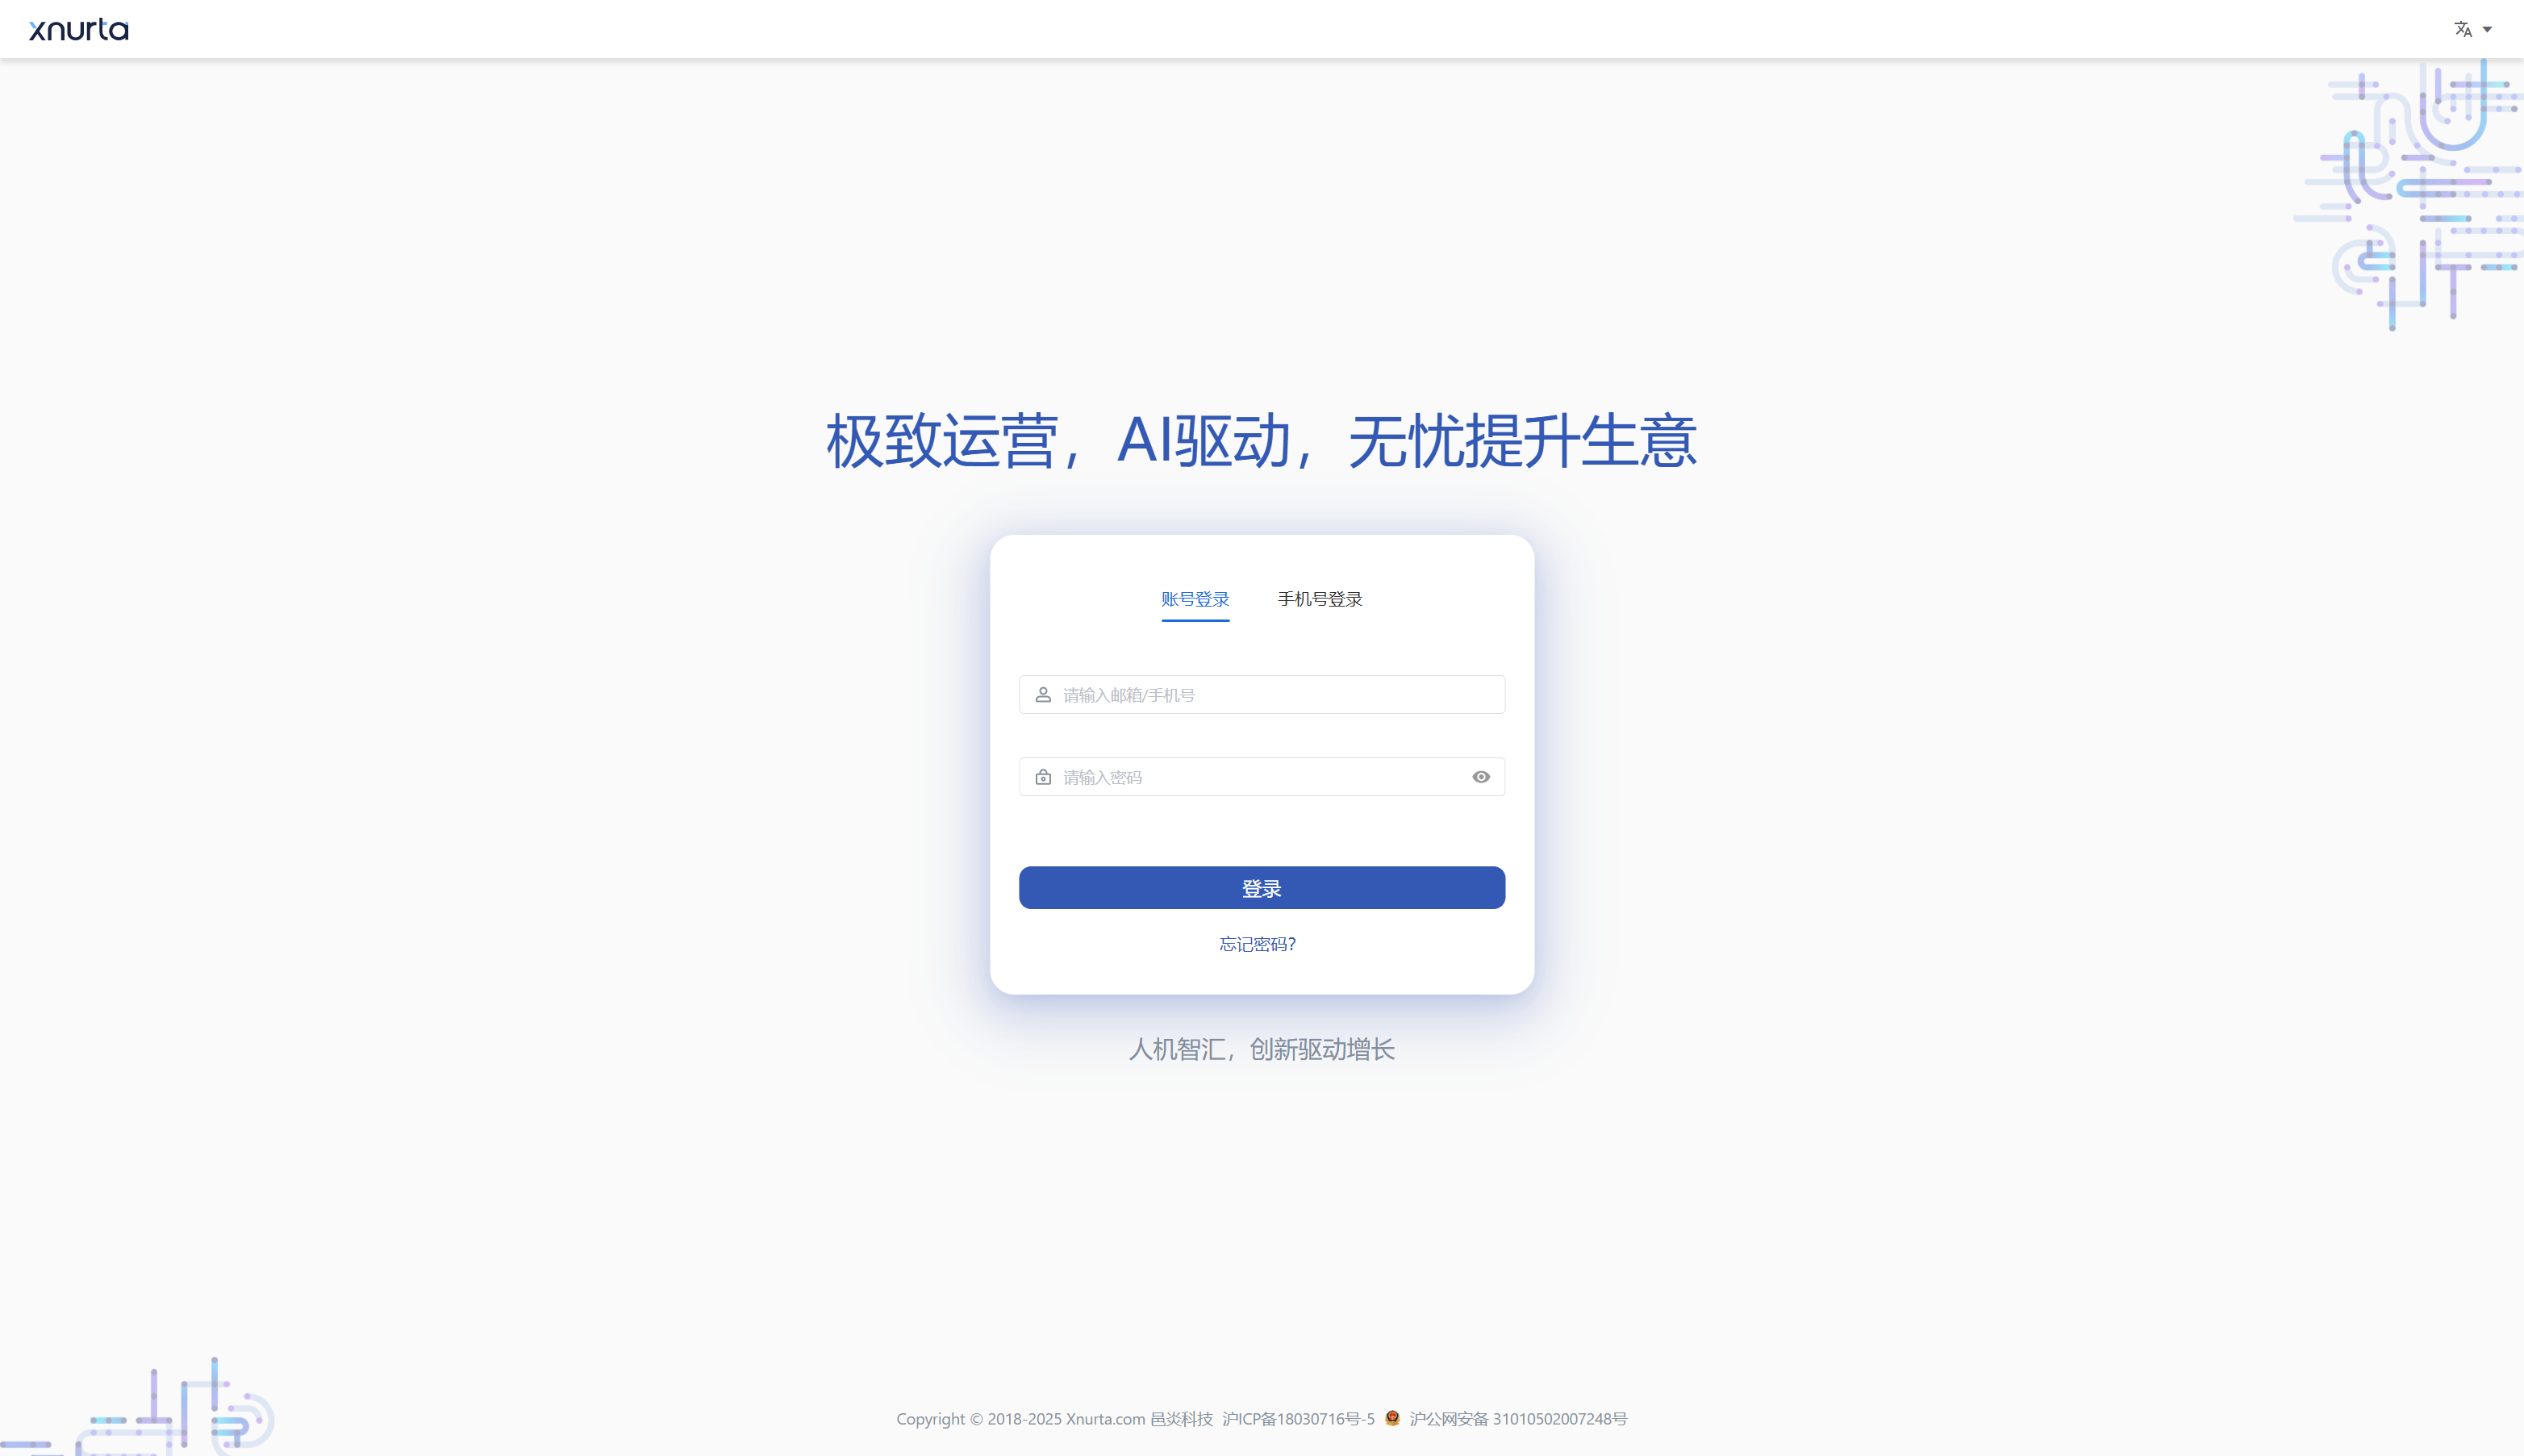 xnurta
极致运营，AI驱动，无忧提升生意
账号登录 手机号登录
请输入邮箱/手机号
请输入密码
登录
忘记密码?
人机智汇，创新驱动增长
Copyright © 2018-2025 Xnurta.com 邑炎科技 沪ICP备18030716号-5 沪公网安备 31010502007248号